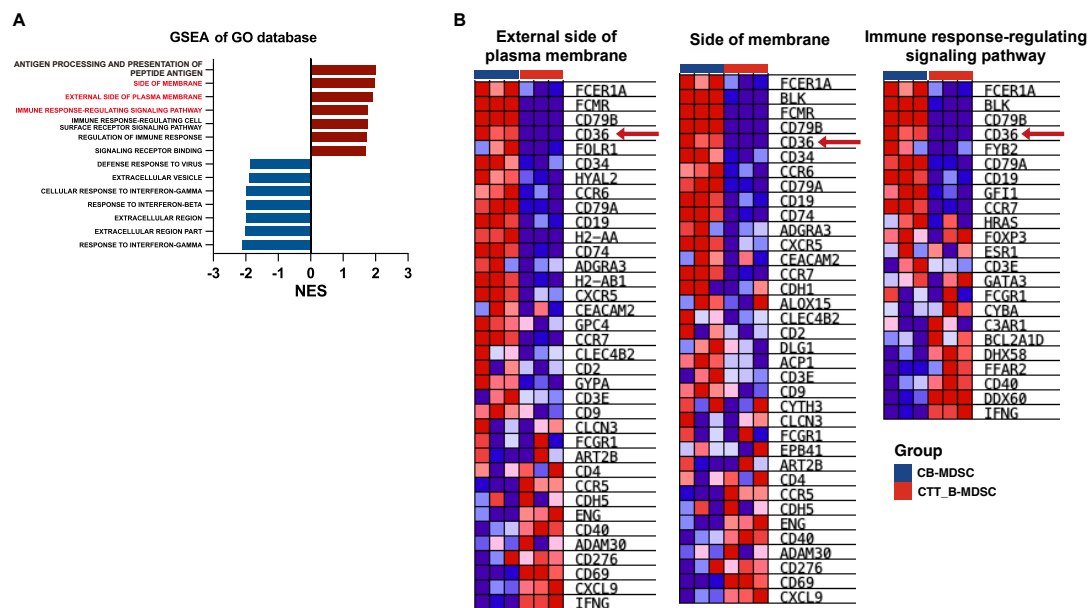 A
GSEA of GO database
ANTIGEN PROCESSING AND PRESENTATION OF
PEPTIDE ANTIGEN
SIDE OF MEMBRANE
EXTERNAL SIDE OF PLASMA MEMBRANE
IMMUNE RESPONSE-REGULATING SIGNALING PATHWAY
IMMUNE RESPONSE-REGULATING CELL
SURFACE RECEPTOR SIGNALING PATHWAY
REGULATION OF IMMUNE RESPONSE
SIGNALING RECEPTOR BINDING
DEFENSE RESPONSE TO VIRUS
EXTRACELLULAR VESICLE
CELLULAR RESPONSE TO INTERFERON-GAMMA
RESPONSE TO INTERFERON-BETA
EXTRACELLULAR REGION
EXTRACELLULAR REGION PART
RESPONSE TO INTERFERON-GAMMA
-3 -2 -1 0 1 2 3
NES
B
External side of
plasma membrane
FCER1A
FCMR
CD79B
CD36
FOLR1
CD34
HYAL2
CCR6
CD79A
CD19
H2-AA
CD74
ADGRA3
H2-AB1
CXCR5
CEACAM2
GPC4
CCR7
CLEC4B2
CD2
GYPA
CD3E
CD9
CLCN3
FCGR1
ART2B
CD4
CCR5
CDH5
ENG
CD40
ADAM30
CD276
CD69
CXCL9
IFNG
Side of membrane
FCER1A
BLK
FCMR
CD79B
CD36
CD34
CCR6
CD79A
CD19
CD74
ADGRA3
CXCR5
CEACAM2
CCR7
CDH1
ALOX15
CLEC4B2
CD2
DLG1
ACP1
CD3E
CD9
CYTH3
CLCN3
FCGR1
EPB41
ART2B
CD4
CCR5
CDH5
ENG
CD40
ADAM30
CD276
CD69
CXCL9
Immune response-regulating
signaling pathway
FCER1A
BLK
CD79B
CD36
FYB2
CD79A
CD19
GFI1
CCR7
HRAS
FOXP3
ESR1
CD3E
GATA3
FCGR1
CYBA
C3AR1
BCL2A1D
DHX58
FFAR2
CD40
DDX60
IFNG
Group
CB-MDSC
CTT_B-MDSC